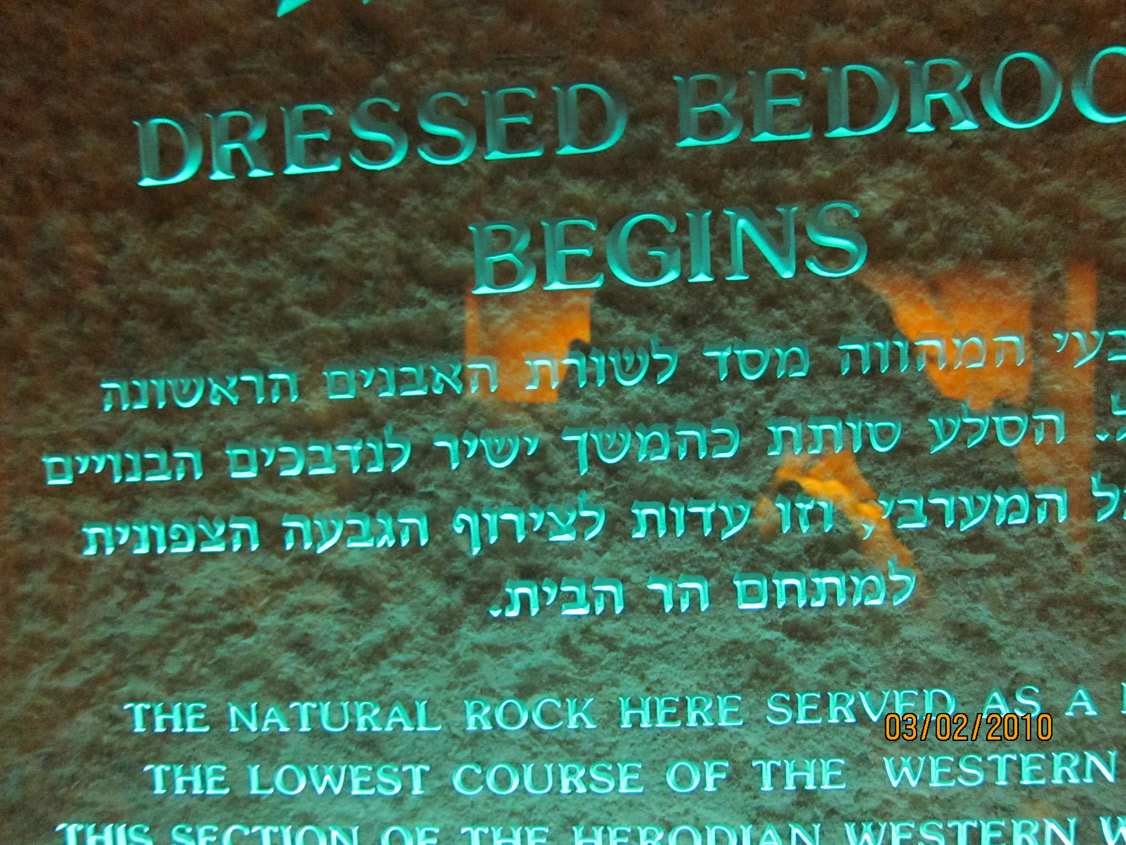 DRESSED BEDROC
BEGINS
בעי המהווה מסד לשורת האבנים הראשונה
ל. הסלע סותת כהמשך ישיר לנדבכים הבנויים
המערבי, וזו עדות לצירוף הגבעה הצפונית
למתחם הר הבית.
THE NATURAL ROCK HERE SERVED AS A
03/02/2010
THE LOWEST COURSE OF THE WESTERN
THIS SECTION OF THE HERODIAN WESTERN W